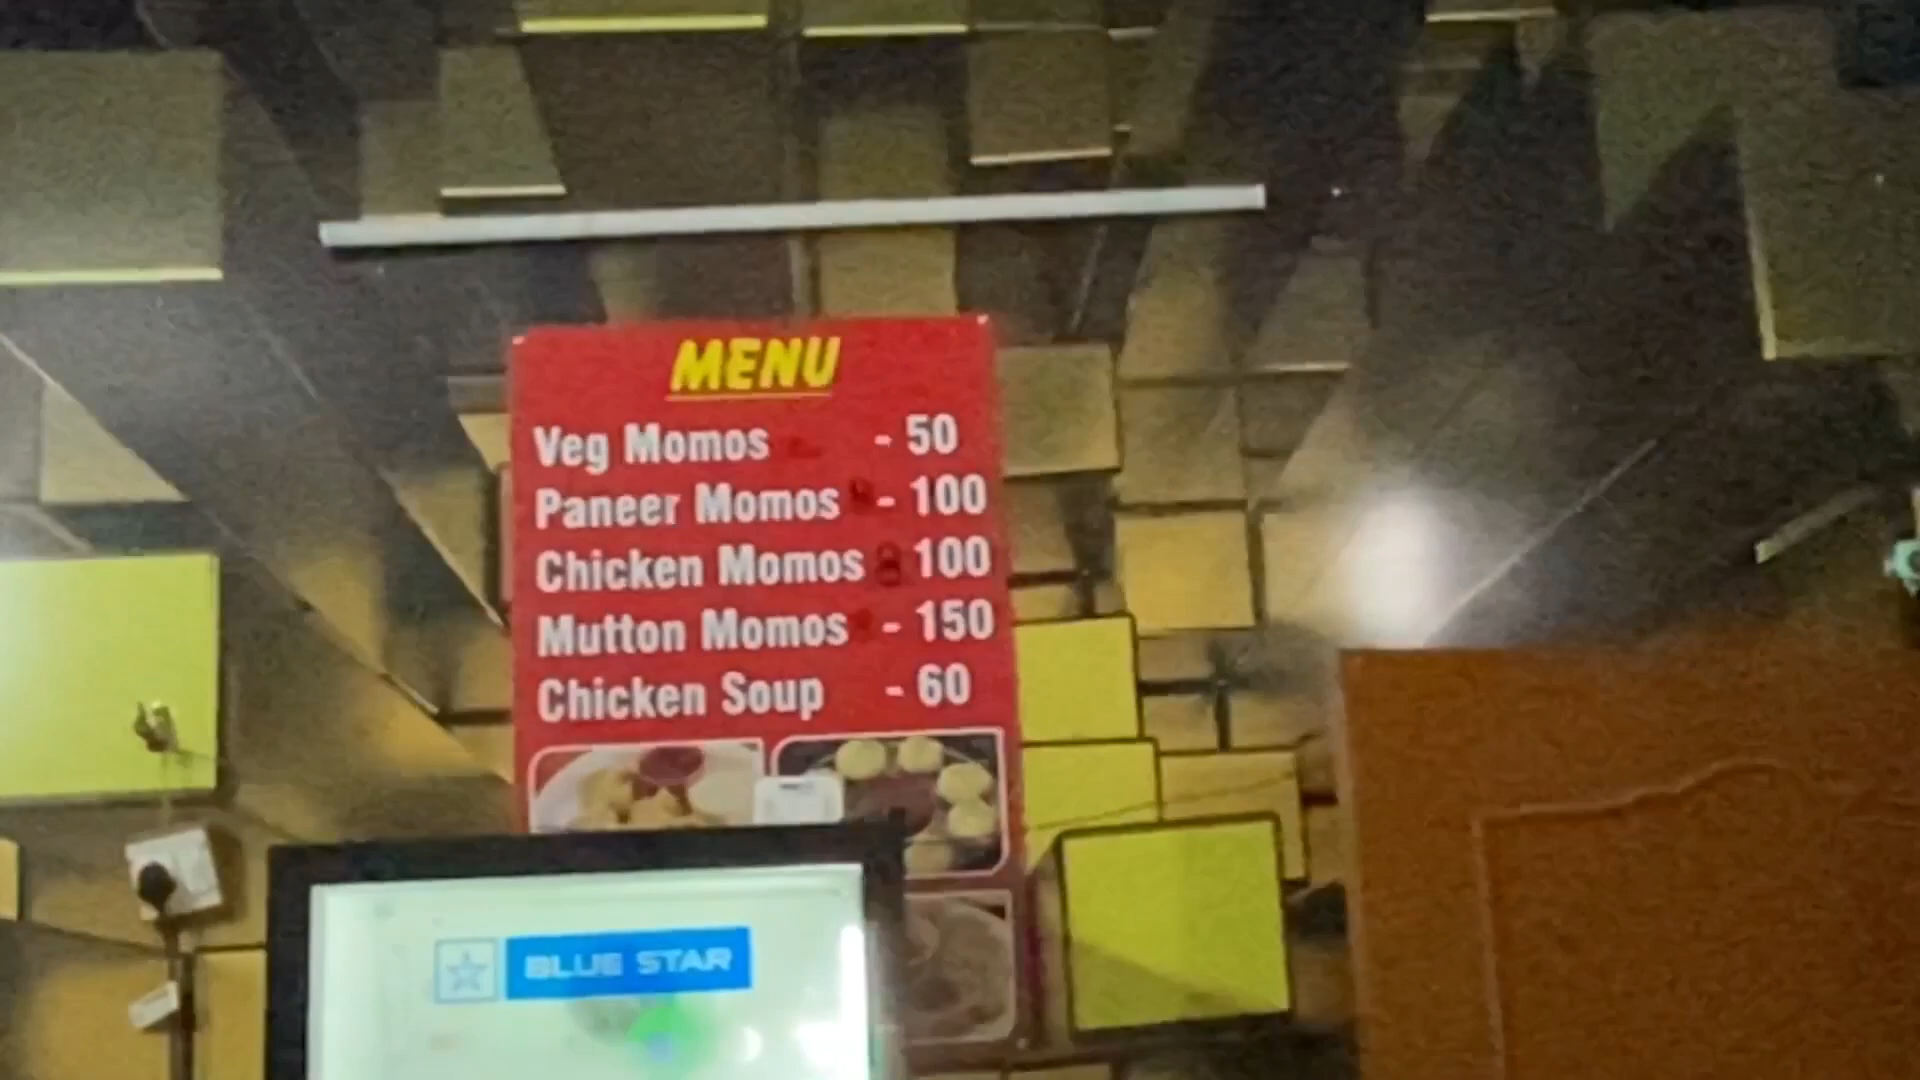 MENU
Veg Momos - 50
Paneer Momos - 100
Chicken Momos 100
Mutton Momos - 150
Chicken Soup - 60
BLUE STAR